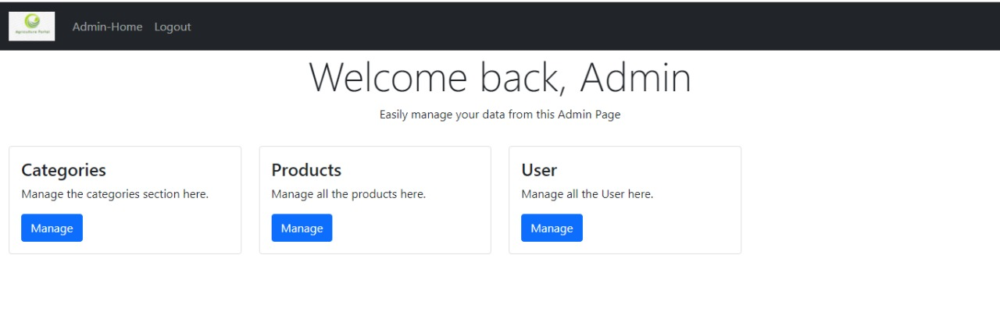 Agriculture Portal
Admin-Home Logout
Welcome back, Admin
Easily manage your data from this Admin Page
Categories
Manage the categories section here.
Manage
Products
Manage all the products here.
Manage
User
Manage all the User here.
Manage